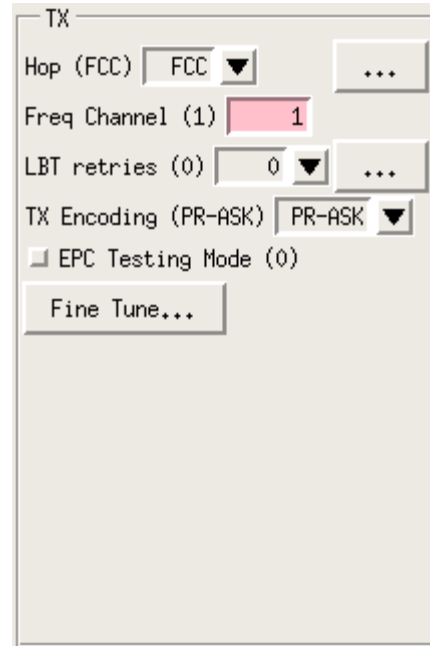 TX
Hop (FCC) FCC ...
Freq Channel (1) 1
LBT retries (0) 0 ...
TX Encoding (PR-ASK) PR-ASK
EPC Testing Mode (0)
Fine Tune...